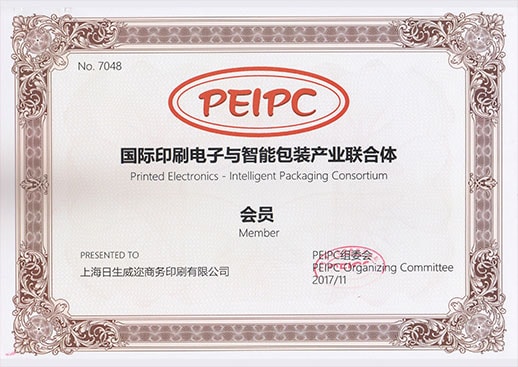 No. 7048
PEIPC
国际印刷电子与智能包装产业联合体
Printed Electronics - Intelligent Packaging Consortium
会员
Member
PRESENTED TO
上海日生威迩商务印刷有限公司
PEIPC组委会
PEIPC Organizing Committee
2017/11